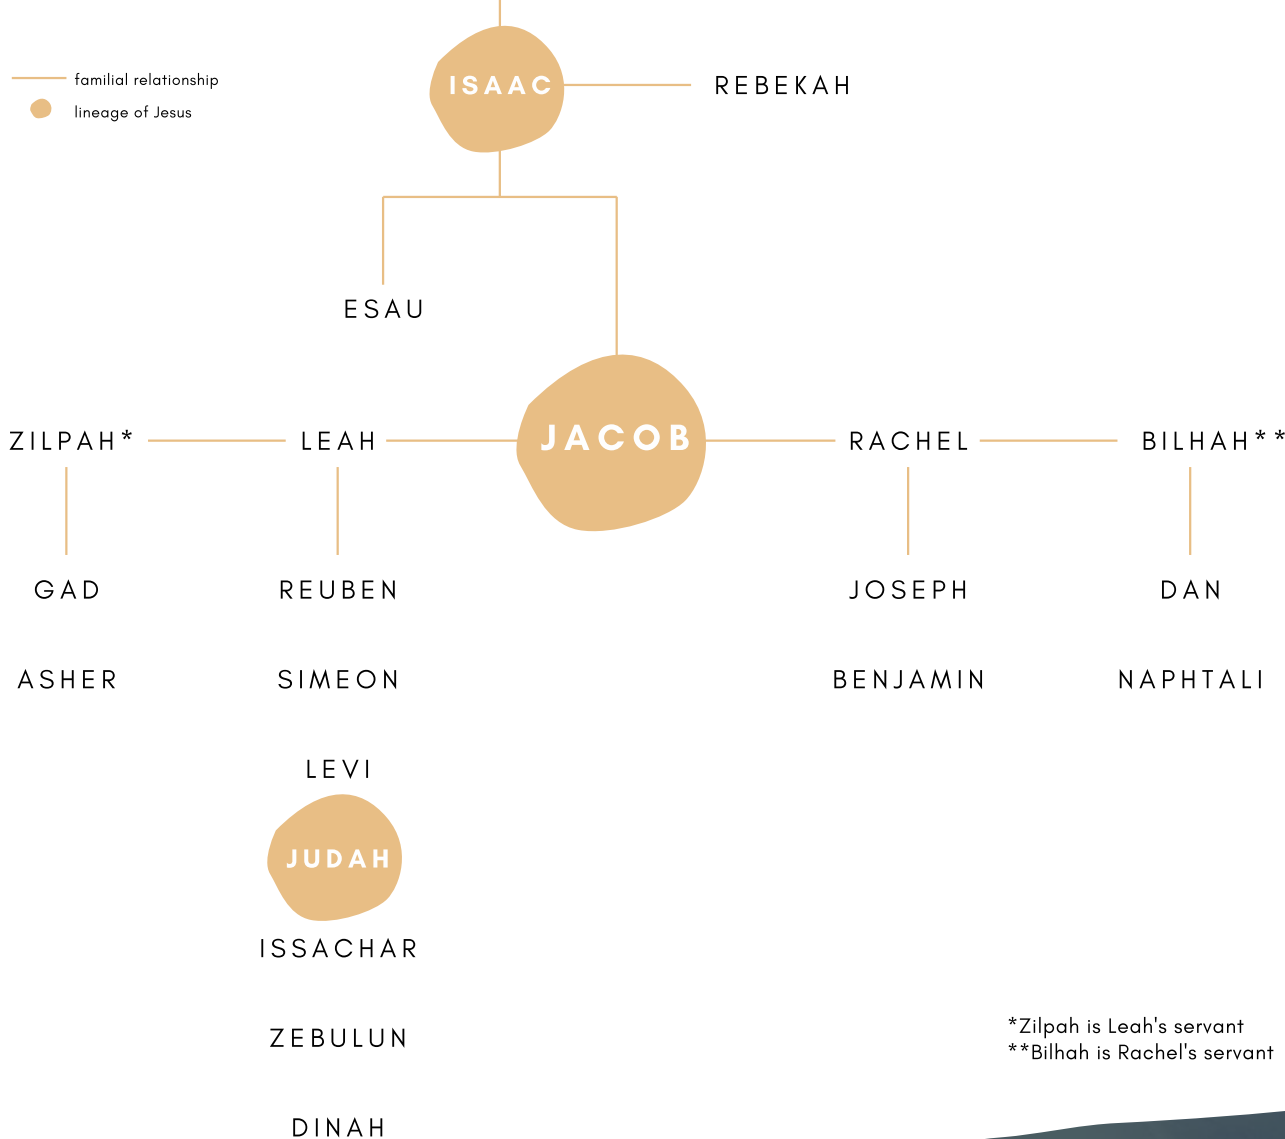 ISAAC
REBEKAH
familial relationship
lineage of Jesus
ESAU
JACOB
ZILPAH*
LEAH
RACHEL
BILHAH**
GAD
REUBEN
JOSEPH
DAN
ASHER
SIMEON
BENJAMIN
NAPHTALI
LEVI
JUDAH
ISSACHAR
ZEBULUN
*Zilpah is Leah's servant
**Bilhah is Rachel's servant
DINAH